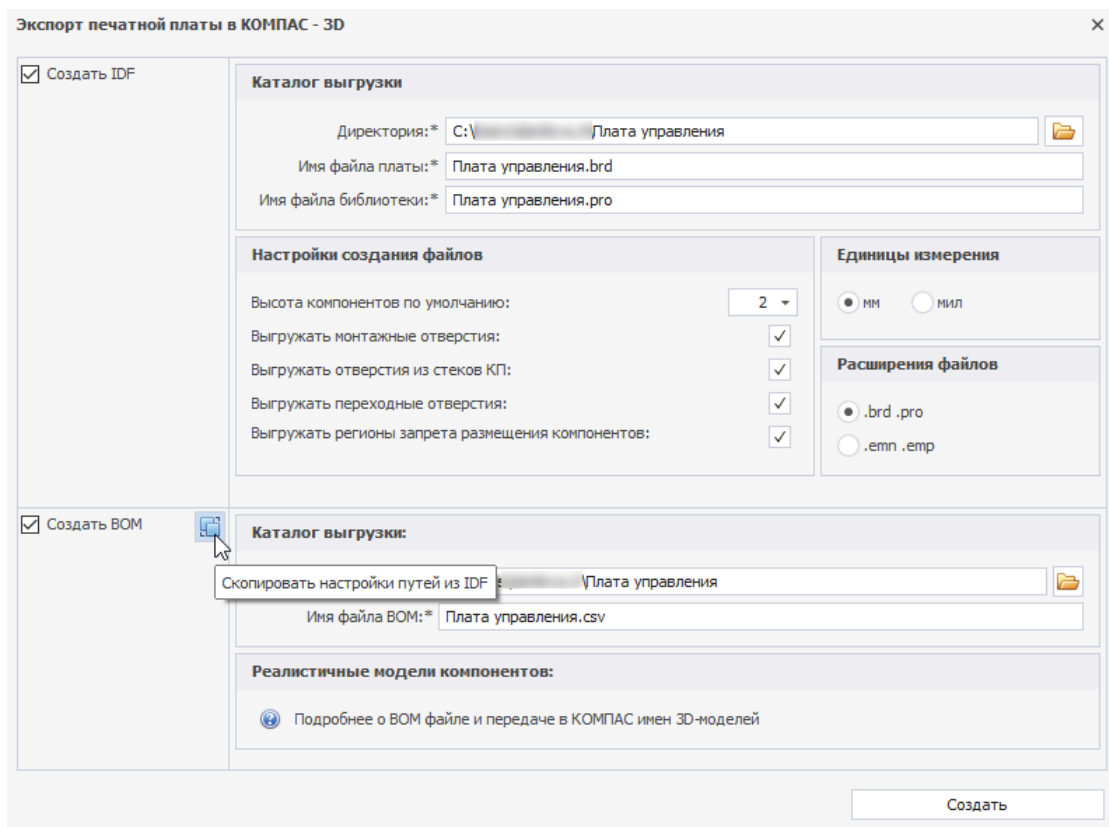 Экспорт печатной платы в КОМПАС - 3D
Создать IDF
Каталог выгрузки
Директория:* C:\ Плата управления
Имя файла платы:* Плата управления.brd
Имя файла библиотеки:* Плата управления.pro
Настройки создания файлов
Единицы измерения
Высота компонентов по умолчанию: 2
мм мил
Выгружать монтажные отверстия:
Выгружать отверстия из стеков КП:
Расширения файлов
Выгружать переходные отверстия:
.brd .pro
Выгружать регионы запрета размещения компонентов:
.emn .emp
Создать BOM
Каталог выгрузки:
Скопировать настройки путей из IDF
\Плата управления
Имя файла BOM:* Плата управления.csv
Реалистичные модели компонентов:
Подробнее о BOM файле и передаче в КОМПАС имен 3D-моделей
Создать